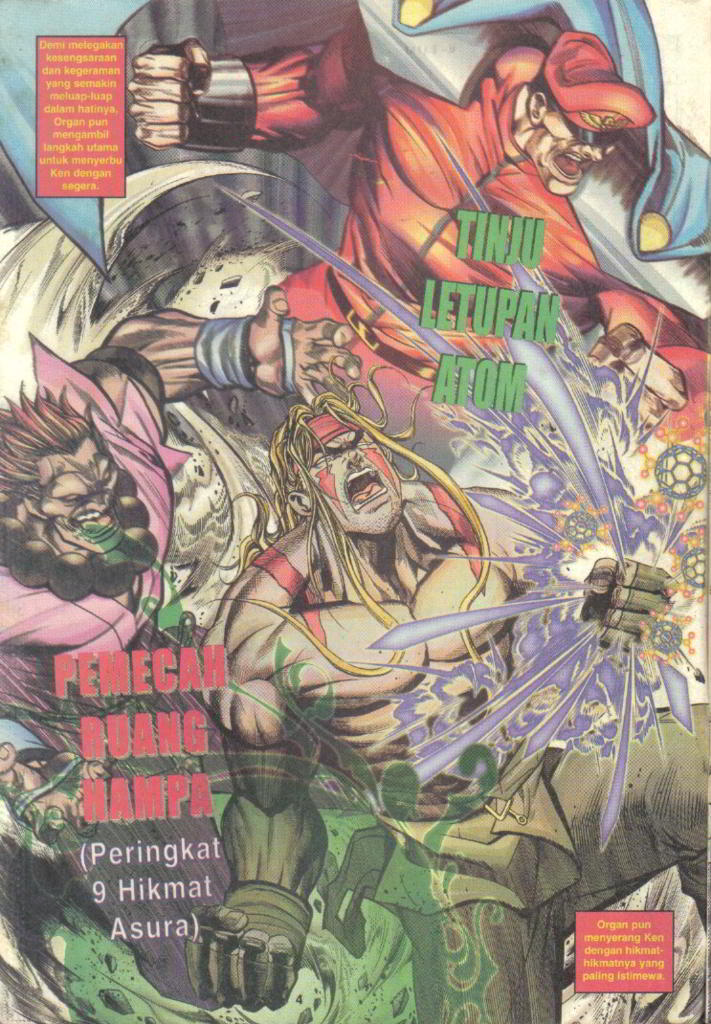 Demi melegakan
kesengsaraan
dan kegeraman
yang semakin
meluap-luap
dalam hatinya,
Organ pun
mengambil
langkah utama
untuk menyerbu
Ken dengan
segera.
TINJU
LETUPAN
ATOM
PEMECAH
RUANG
HAMPA
(Peringkat
9 Hikmat
Asura)
Organ pun
menyerang Ken
dengan hikmat-
hikmatnya yang
paling istimewa.
4